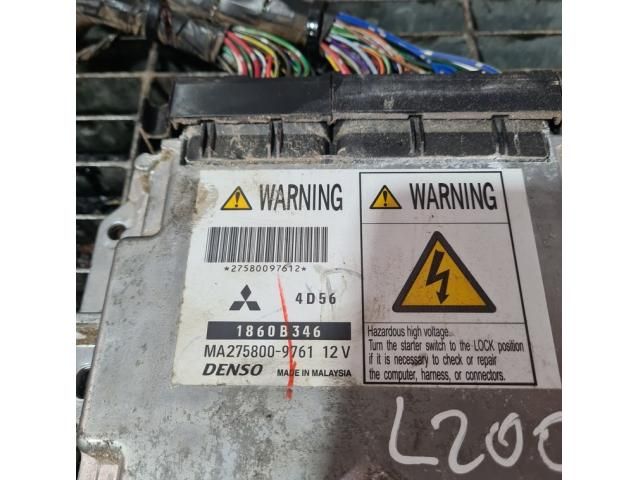 WARNING
*27580097612*
4D56
1860B346
MA275800-9761 12V
DENSO MADE IN MALAYSIA
WARNING
Hazardous high voltage.
Turn the starter switch to the LOCK position
if it is necessary to check or repair
the computer, harness, or connectors.
L200